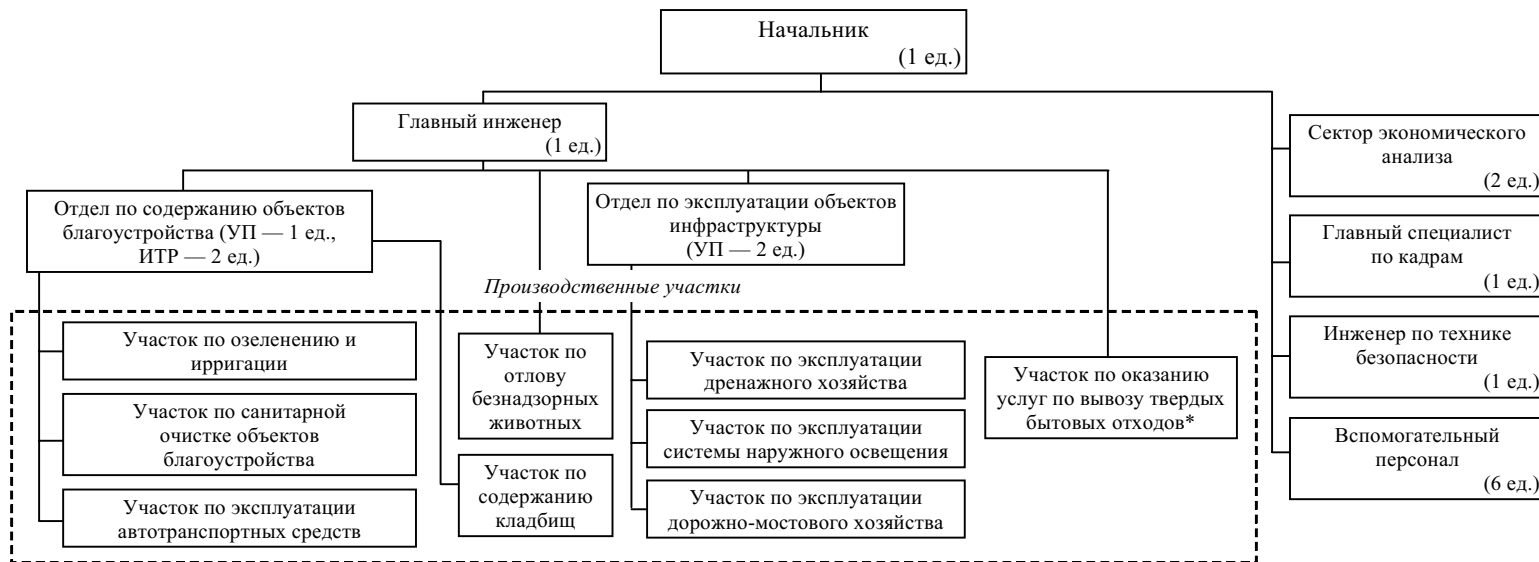 Начальник
(1 ед.)
Главный инженер
(1 ед.)
Сектор экономического
анализа
(2 ед.)
Отдел по содержанию объектов
благоустройства (УП — 1 ед.,
ИТР — 2 ед.)
Отдел по эксплуатации объектов
инфраструктуры
(УП — 2 ед.)
Главный специалист
по кадрам
(1 ед.)
Производственные участки
Участок по озеленению и
ирригации
Участок по санитарной
очистке объектов
благоустройства
Участок по эксплуатации
автотранспортных средств
Участок по
отлову
безнадзорных
животных
Участок по
содержанию
кладбищ
Участок по эксплуатации
дренажного хозяйства
Участок по эксплуатации
системы наружного освещения
Участок по эксплуатации
дорожно-мостового хозяйства
Участок по оказанию
услуг по вывозу твердых
бытовых отходов*
Инженер по технике
безопасности
(1 ед.)
Вспомогательный
персонал
(6 ед.)